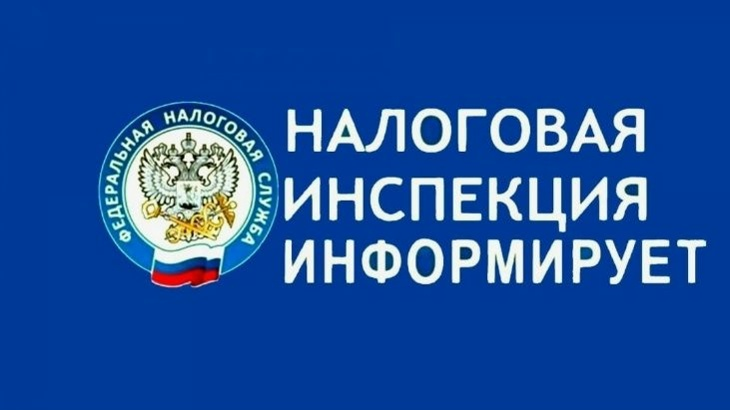 ФЕДЕРАЛЬНАЯ НАЛОГОВАЯ СЛУЖБА
НАЛОГОВАЯ
ИНСПЕКЦИЯ
ИНФОРМИРУЕТ